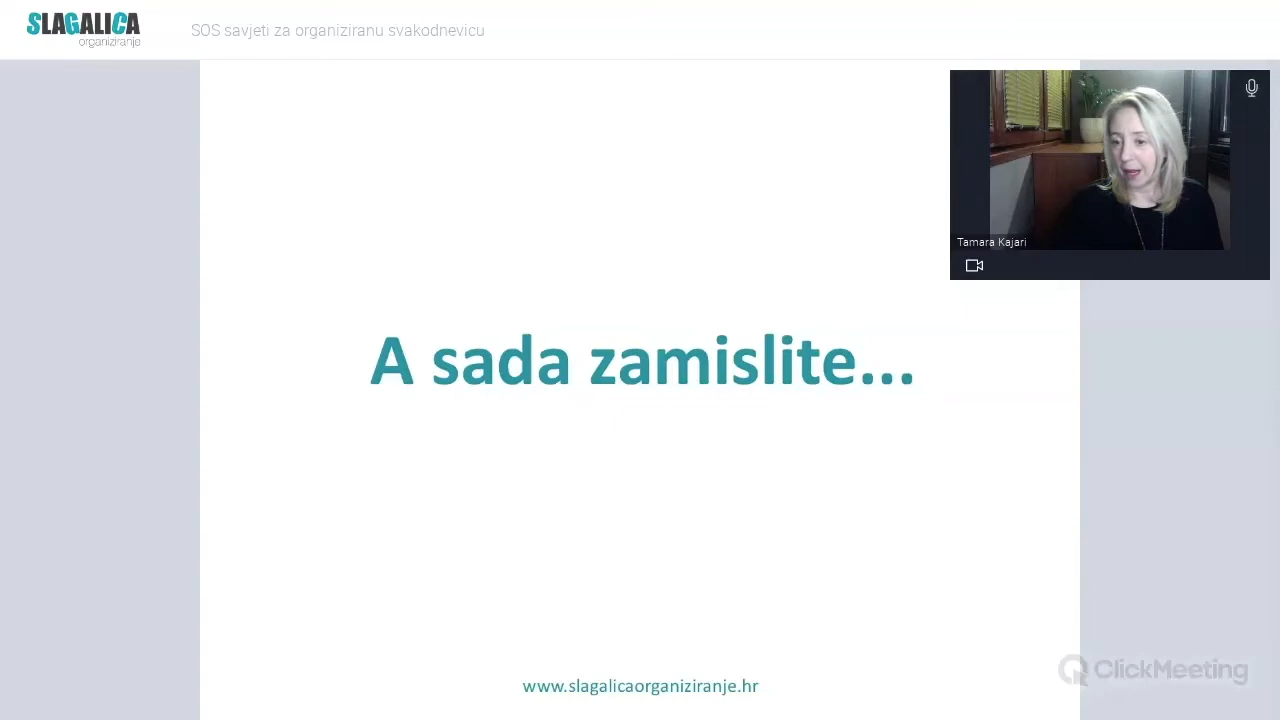 SLAGALICA
organiziranje
SOS savjeti za organiziranu svakodnevicu
Tamara Kajari
A sada zamislite...
www.slagalicaorganiziranje.hr
ClickMeeting